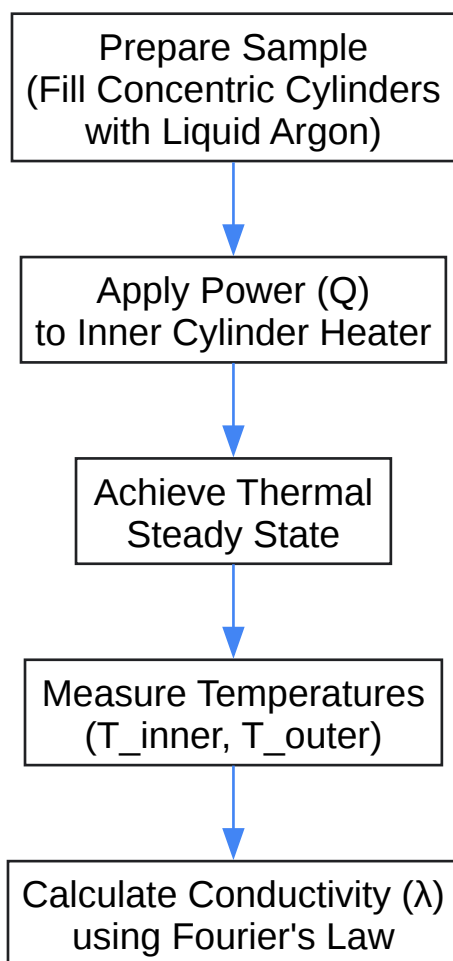 Prepare Sample
(Fill Concentric Cylinders
with Liquid Argon)
Apply Power (Q)
to Inner Cylinder Heater
Achieve Thermal
Steady State
Measure Temperatures
(T_inner, T_outer)
Calculate Conductivity (λ)
using Fourier's Law